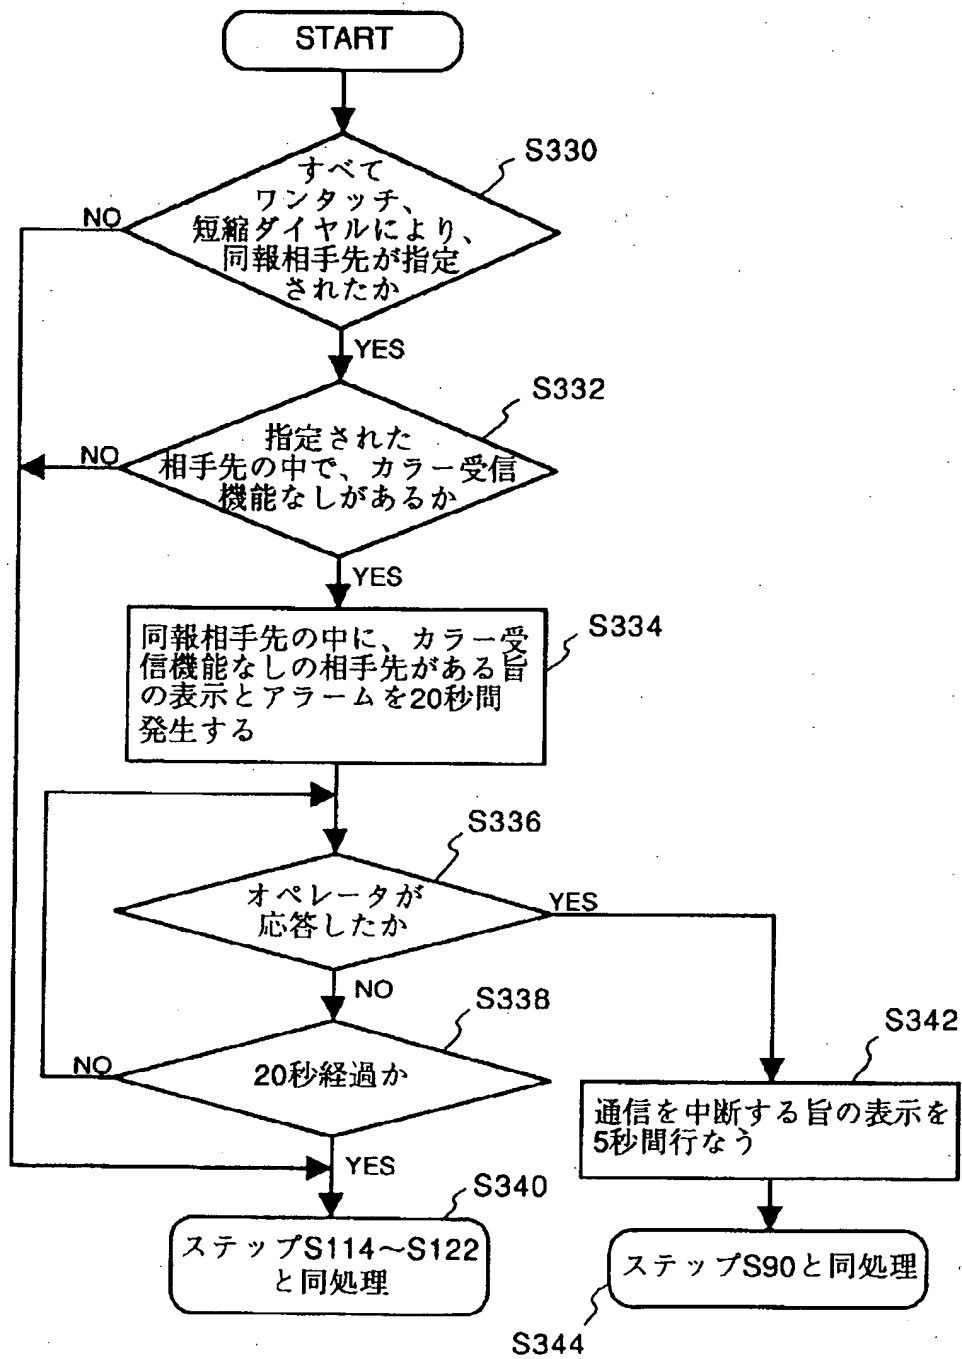 START
S330
すべて
ワンタッチ、
短縮ダイヤルにより、
同報相手先が指定
されたか
NO
YES
S332
指定された
相手先の中で、カラー受信
機能なしがあるか
NO
YES
S334
同報相手先の中に、カラー受
信機能なしの相手先がある旨
の表示とアラームを20秒間
発生する
S336
オペレータが
応答したか
YES
NO
S338
20秒経過か
NO
YES
S342
通信を中断する旨の表示を
5秒間行なう
S340
ステップS114～S122
と同処理
ステップS90と同処理
S344